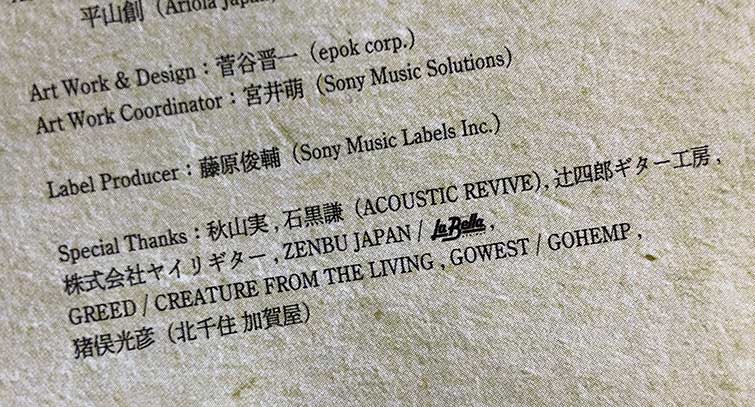 平山創（Ariola Japan
Art Work & Design：菅谷晋一（epok corp.）
Art Work Coordinator：宮井萌（Sony Music Solutions）
Label Producer：藤原俊輔（Sony Music Labels Inc.）
Special Thanks：秋山実 , 石黒謙（ACOUSTIC REVIVE）, 辻四郎ギター工房 ,
株式会社ヤイリギター , ZENBU JAPAN / La Bella ,
GREED / CREATURE FROM THE LIVING , GOWEST / GOHEMP ,
猪俣光彦（北千住 加賀屋）